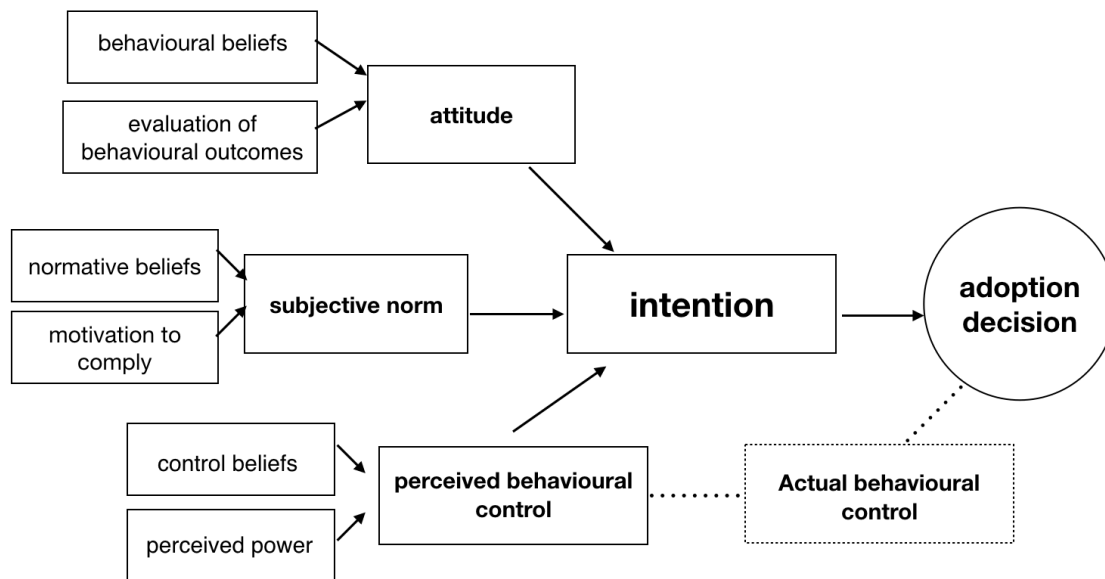 behavioural beliefs
evaluation of
behavioural outcomes
attitude
normative beliefs
motivation to
comply
subjective norm
intention
adoption
decision
control beliefs
perceived power
perceived behavioural
control
Actual behavioural
control